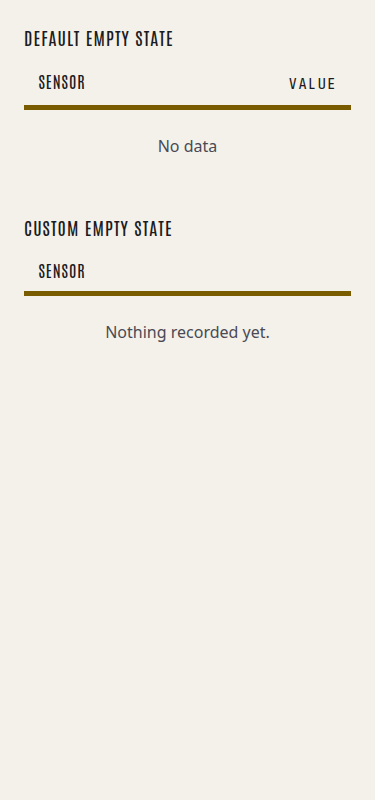 DEFAULT EMPTY STATE
SENSOR VALUE
No data
CUSTOM EMPTY STATE
SENSOR
Nothing recorded yet.